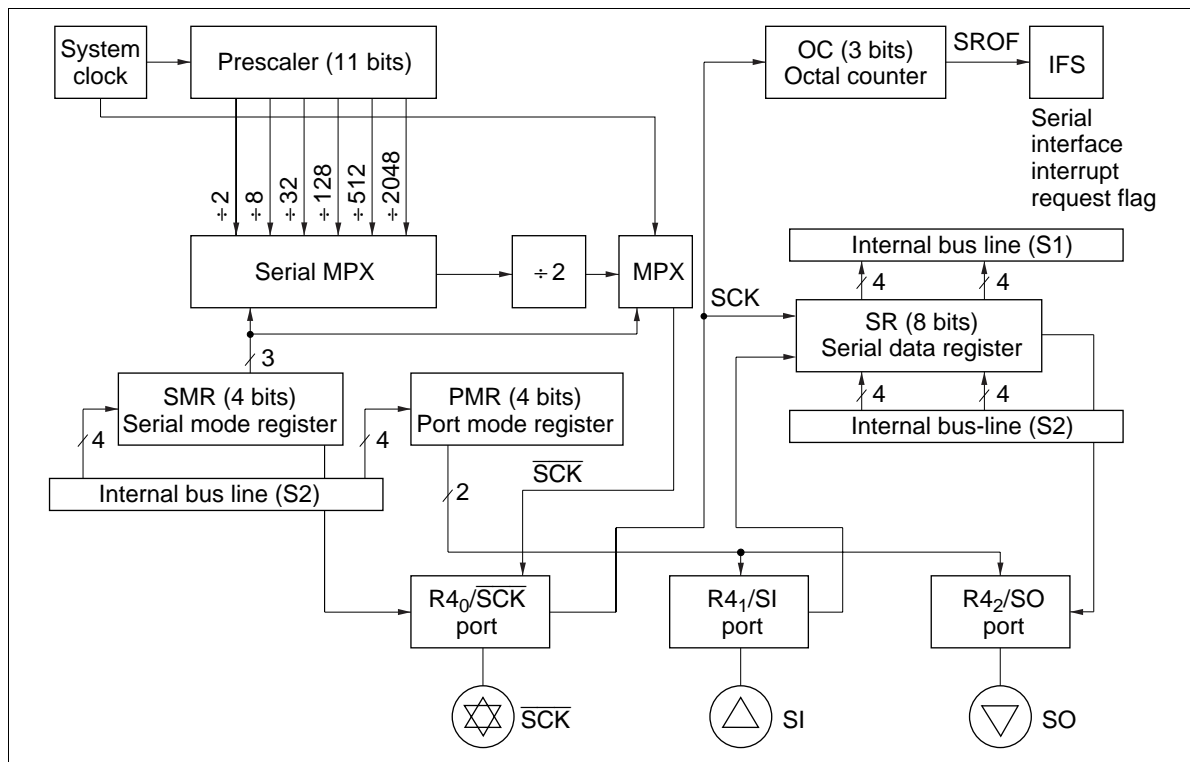 System
clock
Prescaler (11 bits)
OC (3 bits)
Octal counter
SROF
IFS
Serial
interface
interrupt
request flag
÷2
÷8
÷32
÷128
÷512
÷2048
Serial MPX
÷2
MPX
Internal bus line (S1)
4
4
SCK
SR (8 bits)
Serial data register
3
SMR (4 bits)
Serial mode register
PMR (4 bits)
Port mode register
4
4
4
4
Internal bus-line (S2)
Internal bus line (S2)
2
S̅C̅K̅
R4₀/S̅C̅K̅
port
R4₁/SI
port
R4₂/SO
port
S̅C̅K̅
SI
SO